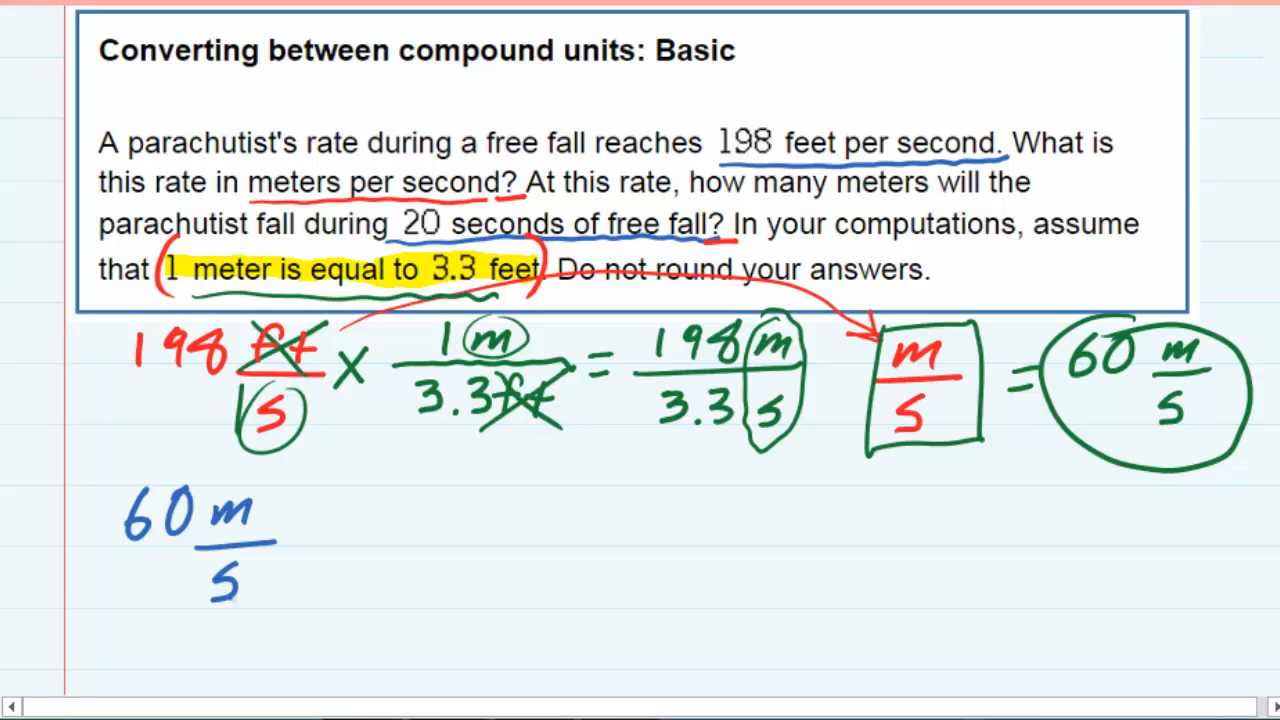 Converting between compound units: Basic
A parachutist's rate during a free fall reaches 198 feet per second. What is
this rate in meters per second? At this rate, how many meters will the
parachutist fall during 20 seconds of free fall? In your computations, assume
that 1 meter is equal to 3.3 feet. Do not round your answers.
198 ft/1s × 1 m/3.3 ft = 198 m/3.3 s m/s = 60 m/s
60 m/s